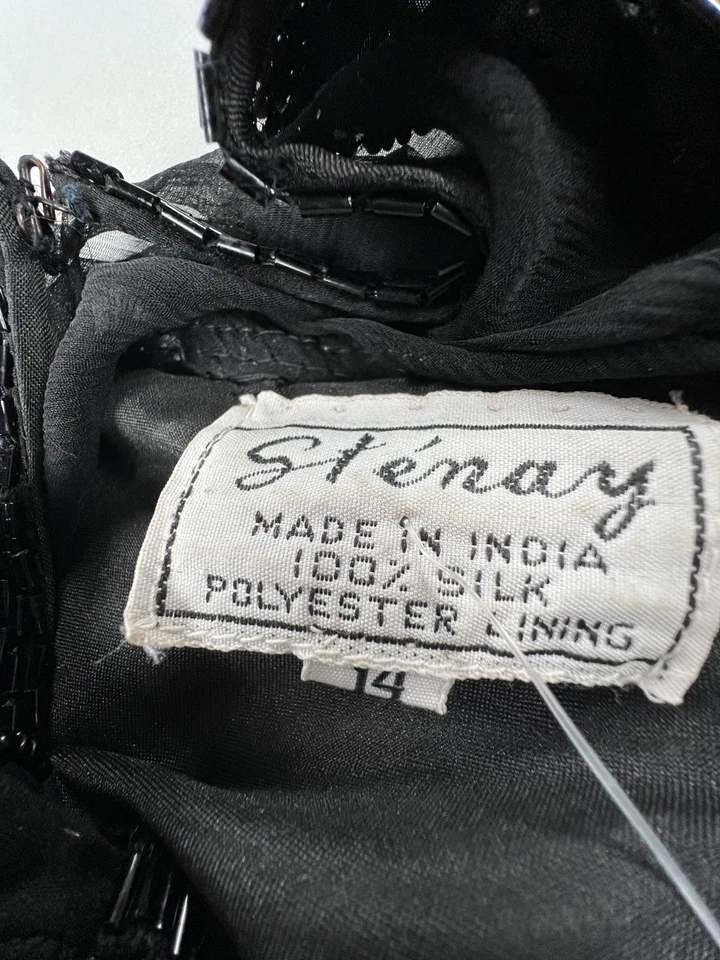 Sténay
MADE IN INDIA
100% SILK
POLYESTER LINING
14